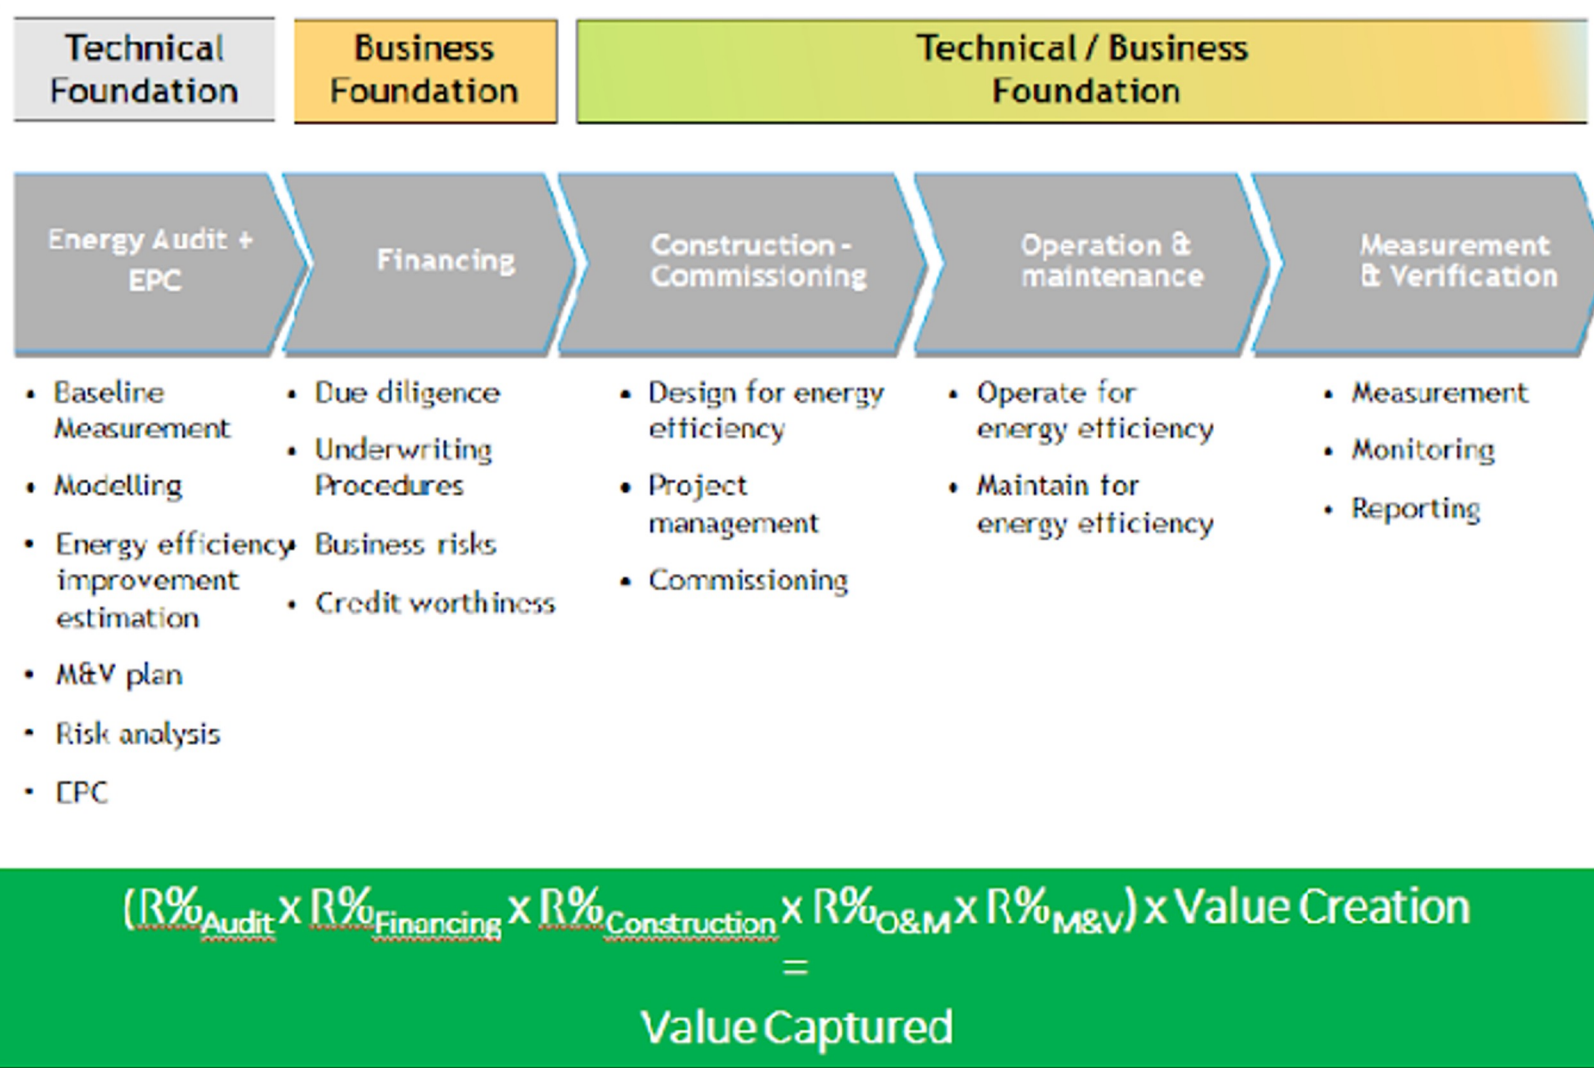 Technical
Foundation
Business
Foundation
Technical / Business
Foundation
Energy Audit +
EPC
Financing
Construction -
Commissioning
Operation &
maintenance
Measurement
& Verification
• Baseline
Measurement
• Modelling
• Energy efficiency
improvement
estimation
• M&V plan
• Risk analysis
• EPC
• Due diligence
• Underwriting
Procedures
• Business risks
• Credit worthiness
• Design for energy
efficiency
• Project
management
• Commissioning
• Operate for
energy efficiency
• Maintain for
energy efficiency
• Measurement
• Monitoring
• Reporting
(R%Audit x R%Financing x R%Construction x R%O&M x R%M&V) x Value Creation
=
Value Captured